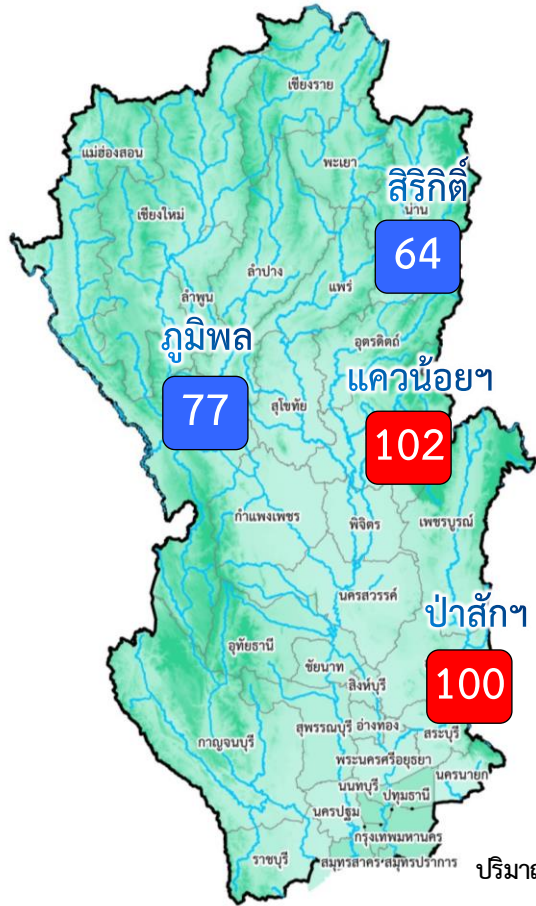 เชียงราย
แม่ฮ่องสอน
พะเยา
สิริกิติ์
น่าน
เชียงใหม่
64
ลำปาง
แพร่
ลำพูน
ภูมิพล
อุตรดิตถ์
แควน้อยฯ
77
สุโขทัย
102
กำแพงเพชร
พิจิตร
เพชรบูรณ์
นครสวรรค์
ป่าสักฯ
อุทัยธานี
ชัยนาท
สิงห์บุรี
100
สุพรรณบุรี
อ่างทอง
สระบุรี
กาญจนบุรี
พระนครศรีอยุธยา
นครนายก
นนทบุรี
ปทุมธานี
นครปฐม
กรุงเทพมหานคร
ราชบุรี
สมุทรสาคร
สมุทรปราการ